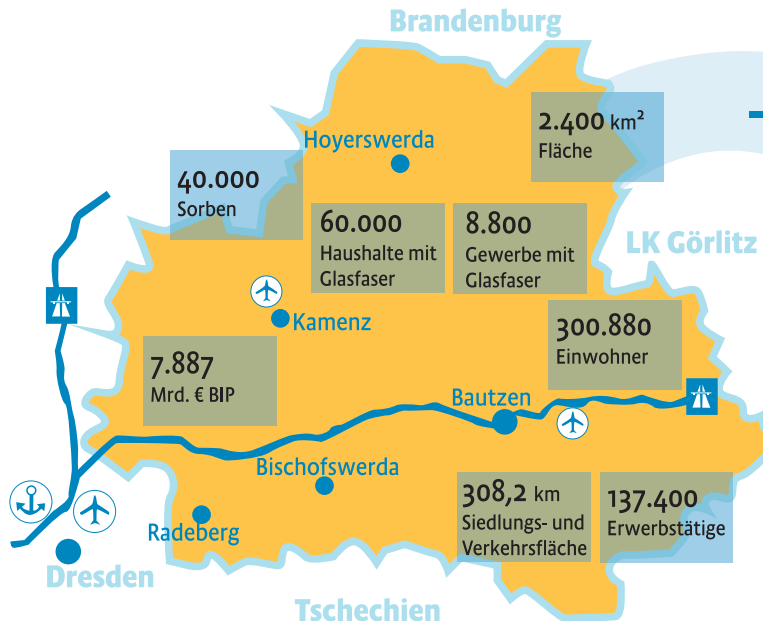 Brandenburg
2.400 km²
Fläche
Hoyerswerda
40.000
Sorben
60.000
Haushalte mit
Glasfaser
8.800
Gewerbe mit
Glasfaser
LK Görlitz
Kamenz
300.880
Einwohner
7.887
Mrd. € BIP
Bautzen
Bischofswerda
308,2 km
Siedlungs- und
Verkehrsfläche
137.400
Erwerbstätige
Radeberg
Dresden
Tschechien